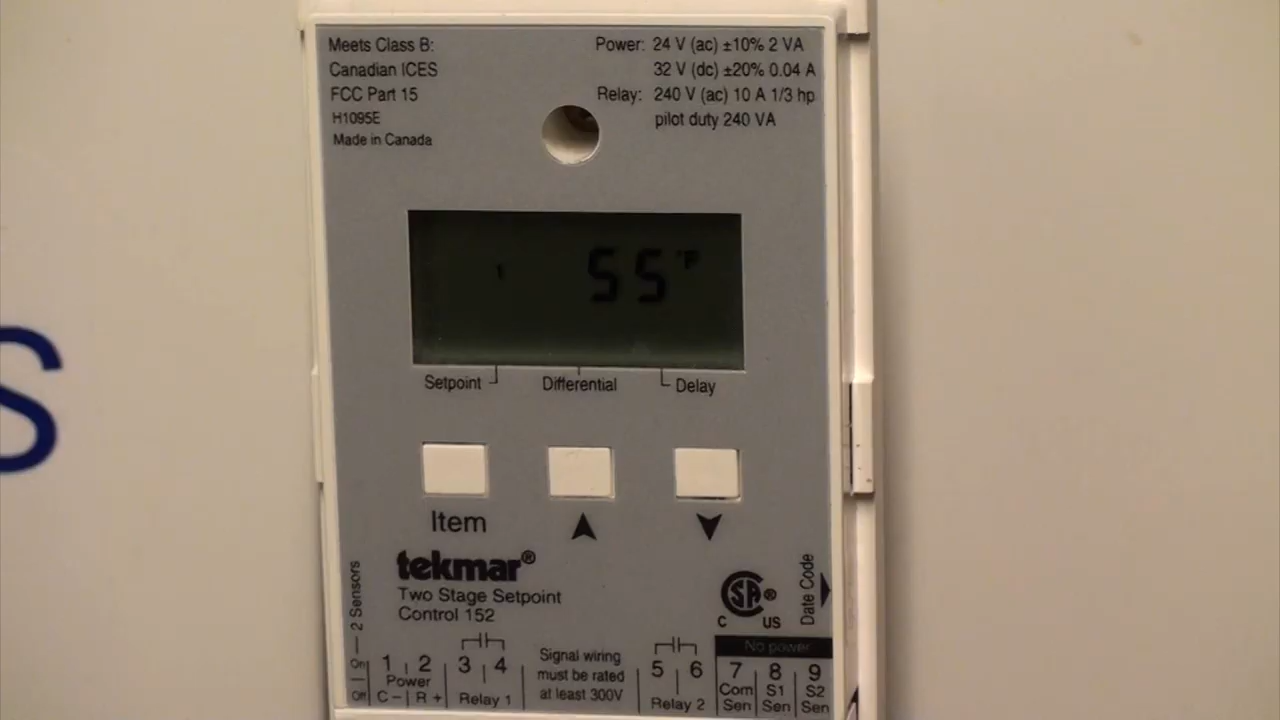 Meets Class B:
Canadian ICES
FCC Part 15
H1095E
Made in Canada
Power: 24 V (ac) ±10% 2 VA
32 V (dc) ±20% 0.04 A
Relay: 240 V (ac) 10 A 1/3 hp
pilot duty 240 VA
1 55°F
Setpoint Differential Delay
Item
tekmar®
Two Stage Setpoint
Control 152
SA®
C US
Date Code
2 Sensors
On
Off
1 2
Power
C - R +
3 4
Relay 1
Signal wiring
must be rated
at least 300V
5 6
Relay 2
No power
7 8 9
Com S1 S2
Sen Sen Sen
S